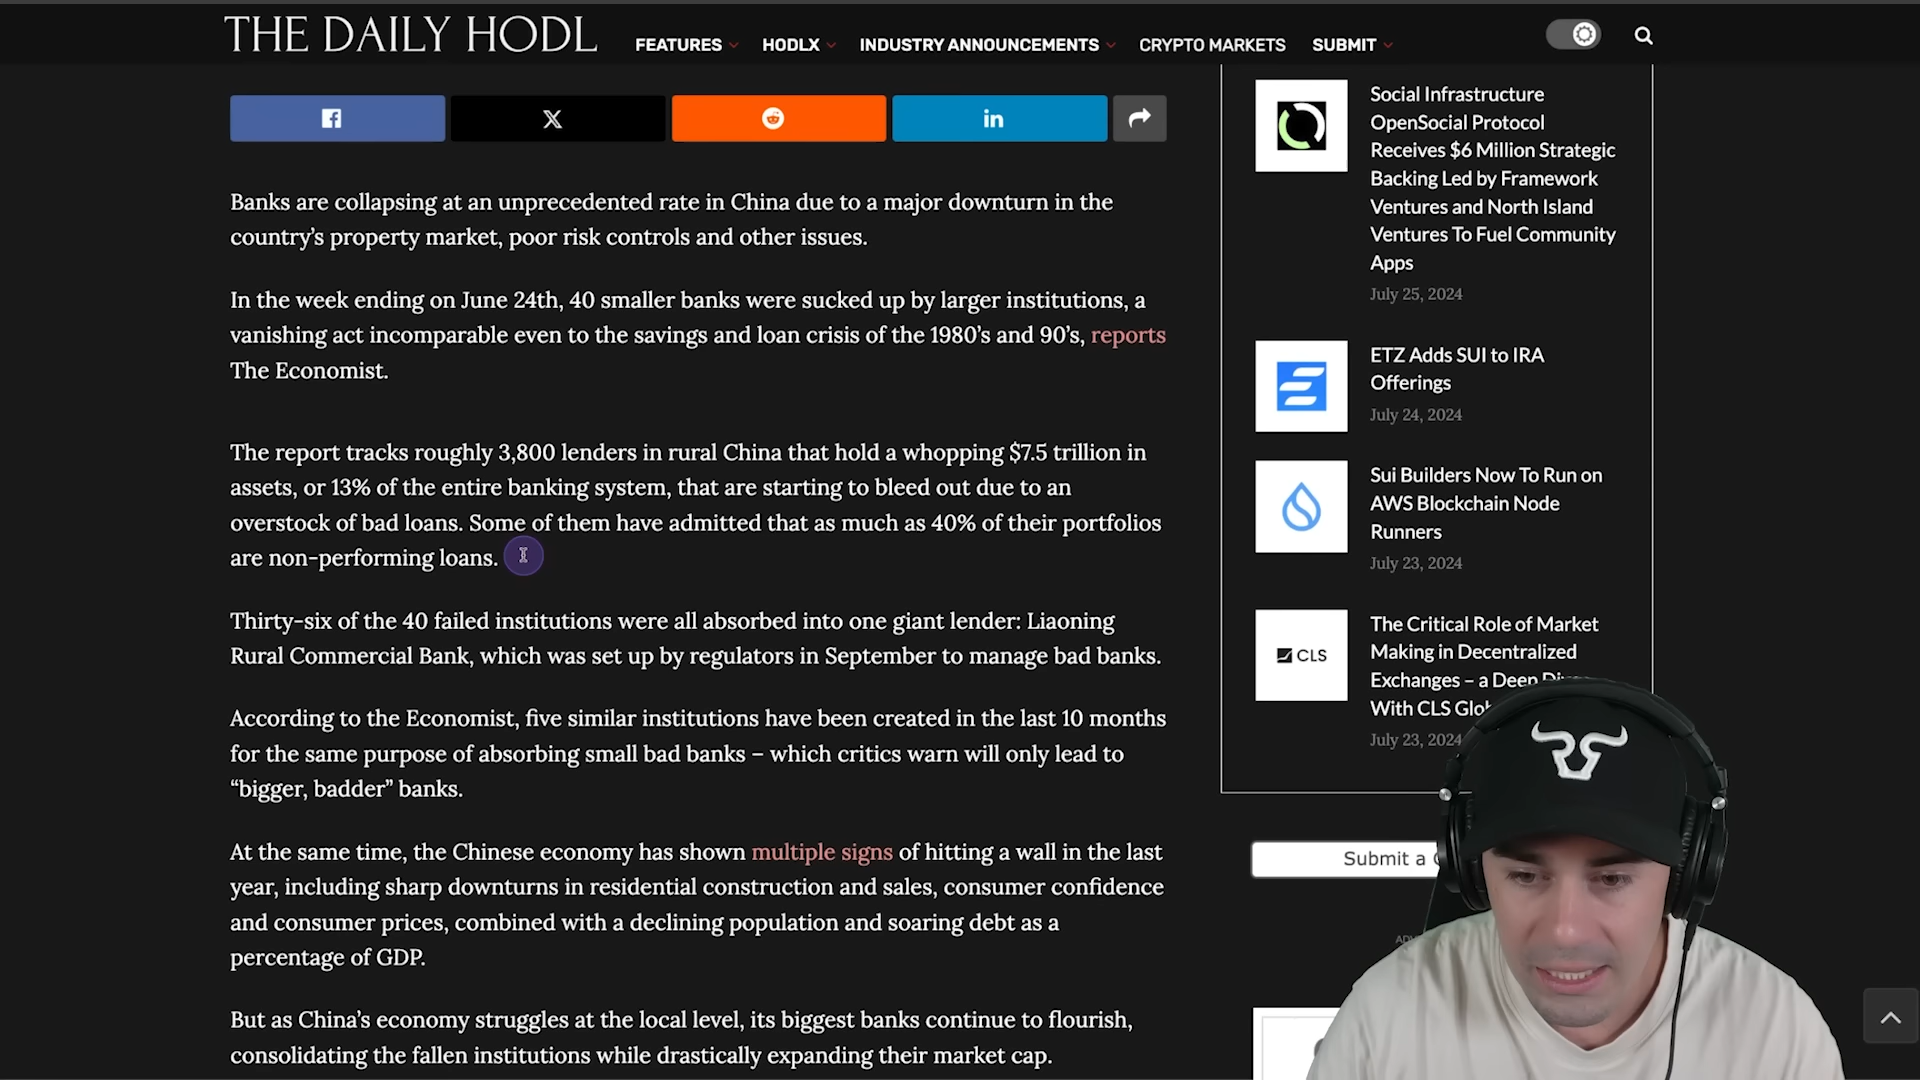 THE DAILY HODL
FEATURES
HODLX
INDUSTRY ANNOUNCEMENTS
CRYPTO MARKETS
SUBMIT
Banks are collapsing at an unprecedented rate in China due to a major downturn in the
country’s property market, poor risk controls and other issues.
In the week ending on June 24th, 40 smaller banks were sucked up by larger institutions, a
vanishing act incomparable even to the savings and loan crisis of the 1980’s and 90’s, reports
The Economist.
The report tracks roughly 3,800 lenders in rural China that hold a whopping $7.5 trillion in
assets, or 13% of the entire banking system, that are starting to bleed out due to an
overstock of bad loans. Some of them have admitted that as much as 40% of their portfolios
are non-performing loans.
Thirty-six of the 40 failed institutions were all absorbed into one giant lender: Liaoning
Rural Commercial Bank, which was set up by regulators in September to manage bad banks.
According to the Economist, five similar institutions have been created in the last 10 months
for the same purpose of absorbing small bad banks – which critics warn will only lead to
“bigger, badder” banks.
At the same time, the Chinese economy has shown multiple signs of hitting a wall in the last
year, including sharp downturns in residential construction and sales, consumer confidence
and consumer prices, combined with a declining population and soaring debt as a
percentage of GDP.
But as China’s economy struggles at the local level, its biggest banks continue to flourish,
consolidating the fallen institutions while drastically expanding their market cap.
Social Infrastructure
OpenSocial Protocol
Receives $6 Million Strategic
Backing Led by Framework
Ventures and North Island
Ventures To Fuel Community
Apps
July 25, 2024
ETZ Adds SUI to IRA
Offerings
July 24, 2024
Sui Builders Now To Run on
AWS Blockchain Node
Runners
July 23, 2024
CLS
The Critical Role of Market
Making in Decentralized
Exchanges – a Deep
With CLS
July 23, 2024
Submit a